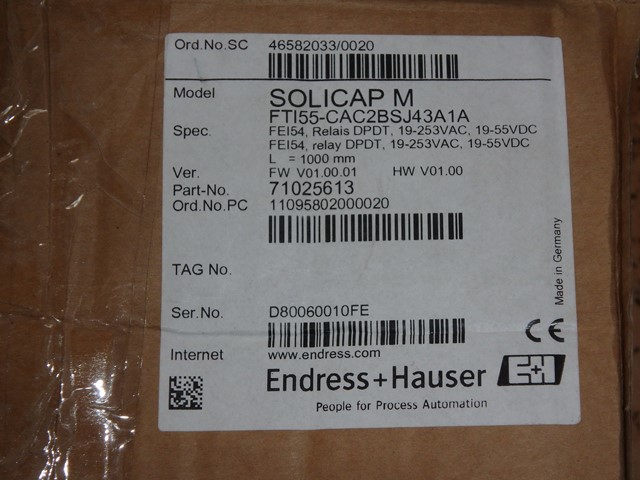 Ord.No.SC 46582033/0020
Model SOLICAP M
FTI55-CAC2BSJ43A1A
Spec. FEI54, Relais DPDT, 19-253VAC, 19-55VDC
FEI54, relay DPDT, 19-253VAC, 19-55VDC
L = 1000 mm
Ver. FW V01.00.01 HW V01.00
Part-No. 71025613
Ord.No.PC 11095802000020
TAG No.
Made in Germany
Ser.No. D80060010FE
CE
Internet www.endress.com
Endress+Hauser E+H
People for Process Automation